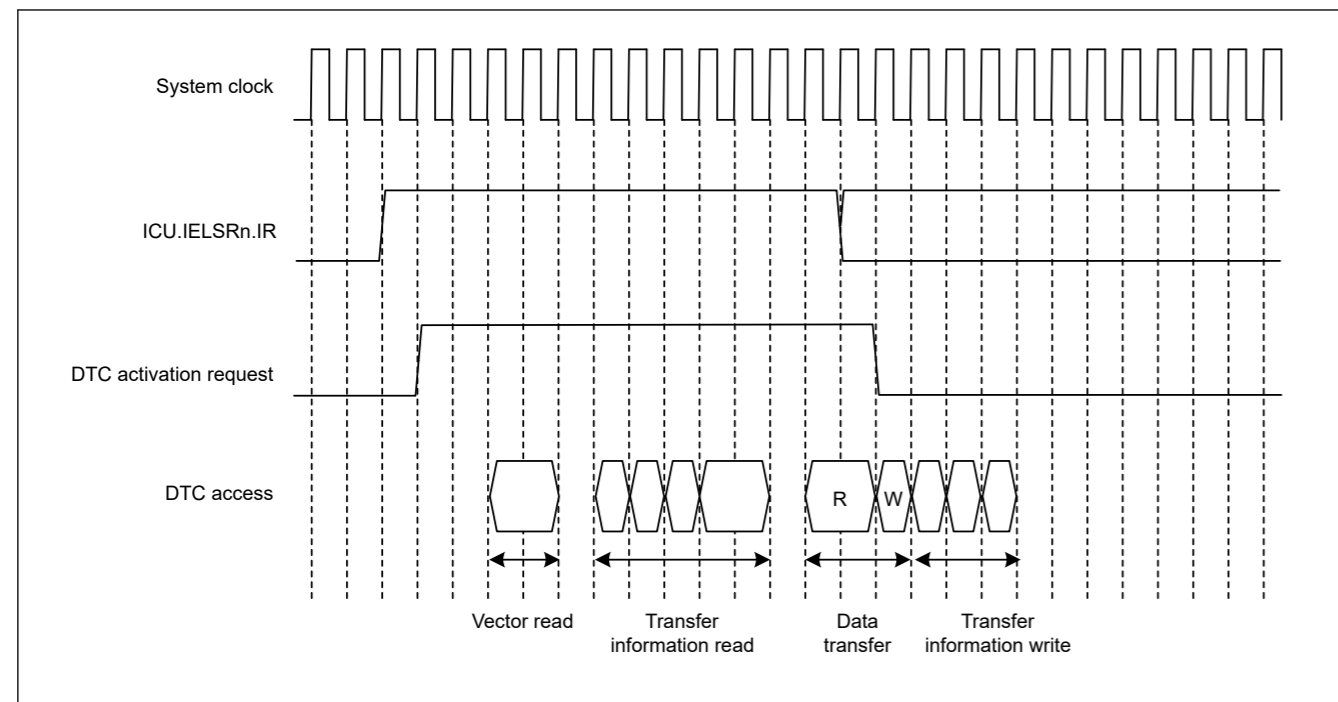 System clock
ICU.IELSRn.IR
DTC activation request
DTC access
R
W
Vector read
Transfer
information read
Data
transfer
Transfer
information write